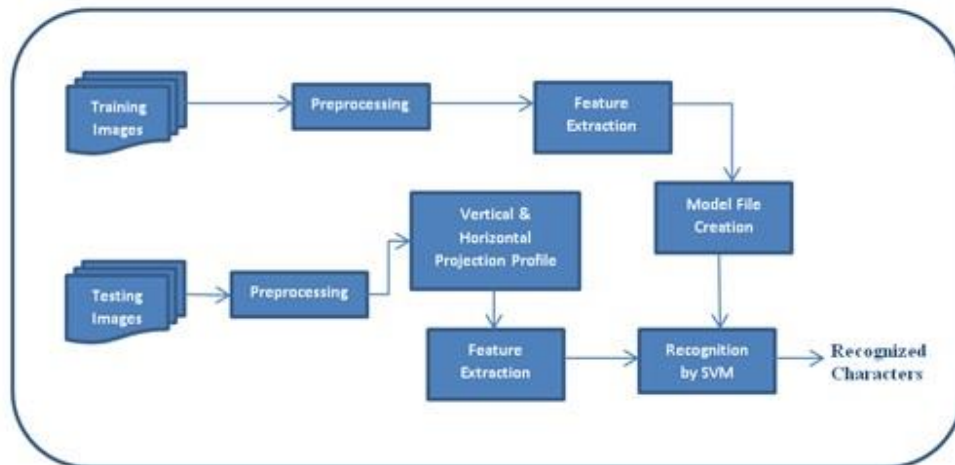 Training
Images
Preprocessing
Feature
Extraction
Model File
Creation
Vertical &
Horizontal
Projection Profile
Testing
Images
Preprocessing
Feature
Extraction
Recognition
by SVM
Recognized
Characters